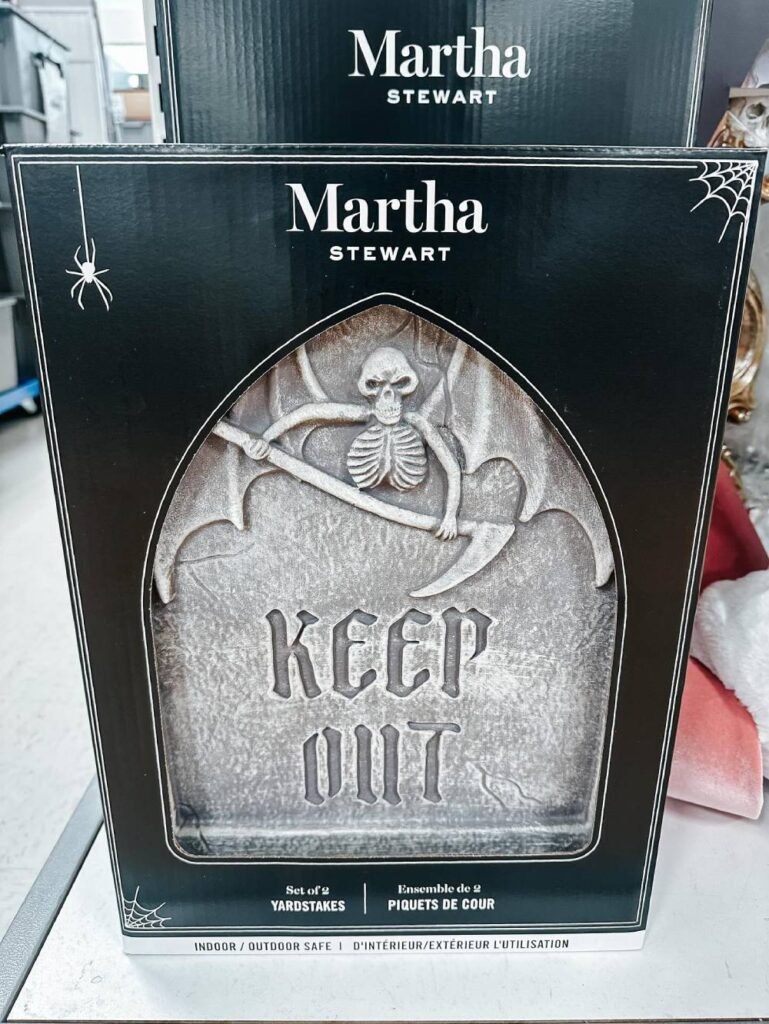 Martha
STEWART
Martha
STEWART
KEEP
OUT
Set of 2
YARDSTAKES
Ensemble de 2
PIQUETS DE COUR
INDOOR / OUTDOOR SAFE | D'INTÉRIEUR/EXTÉRIEUR L'UTILISATION